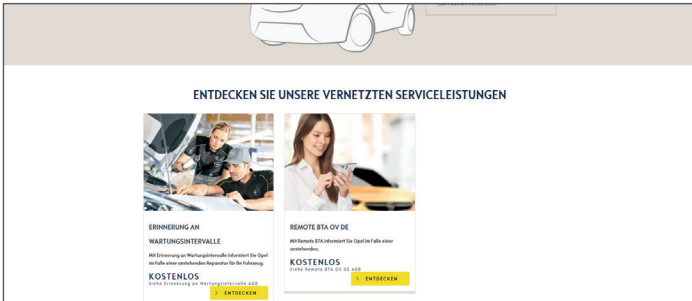 ENTDECKEN SIE UNSERE VERNETZTEN SERVICELEISTUNGEN
ERINNERUNG AN
WARTUNGSINTERVALLE
Mit Erinnerung an Wartungsintervalle informiert Sie Opel
im Falle einer anstehenden Reparatur für Ihr Fahrzeug.
KOSTENLOS
Siehe Erinnerung an Wartungsintervalle AGB
> ENTDECKEN
REMOTE BTA OV DE
Mit Remote BTA informiert Sie Opel im Falle einer
anstehenden.
KOSTENLOS
Siehe Remote BTA OV DE AGB
> ENTDECKEN